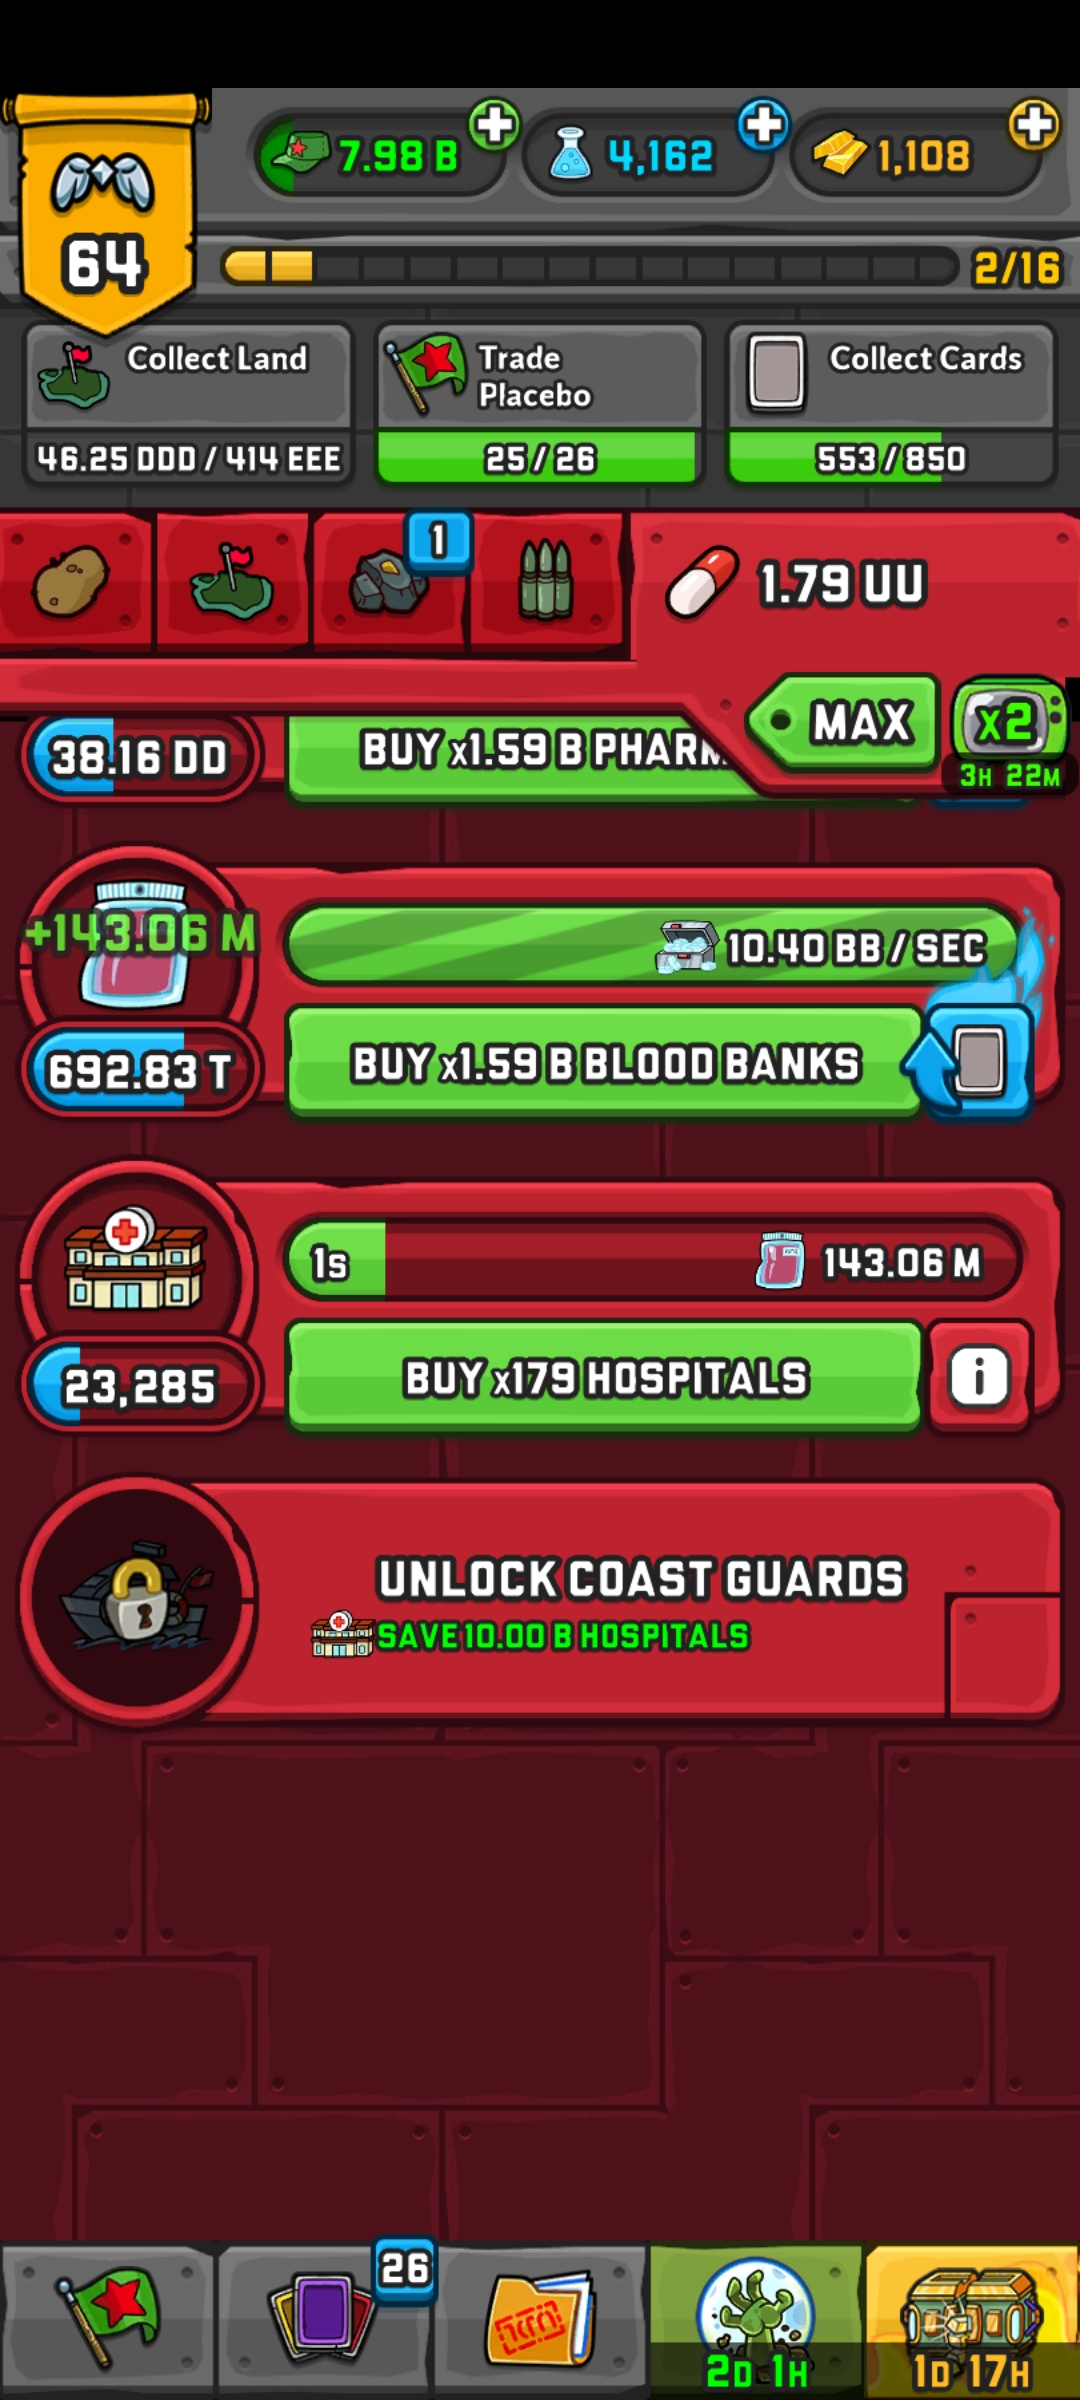 7.98 B
4,162
1,108
64
2/16
Collect Land
46.25 DDD / 414 EEE
Trade
Placebo
25/26
Collect Cards
553/850
1
1.79 UU
MAX
x2
3H 22M
38.16 DD
BUY x1.59 B
+143.06 M
10.40 BB / SEC
692.83 T
BUY x1.59 B BLOOD BANKS
1s
143.06 M
23,285
BUY x179 HOSPITALS
i
UNLOCK COAST GUARDS
SAVE 10.00 B HOSPITALS
26
2D 1H
1D 17H